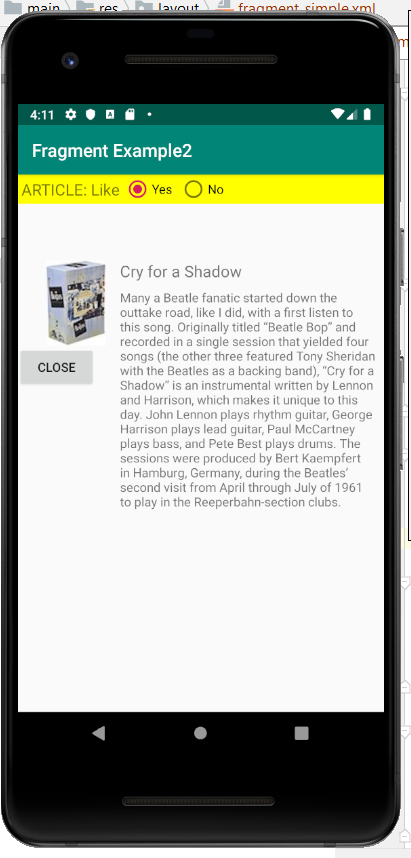 main res layout fragment_simple.xml
4:11
Fragment Example2
ARTICLE: Like Yes No
Cry for a Shadow
Many a Beatle fanatic started down the
outtake road, like I did, with a first listen to
this song. Originally titled “Beatle Bop” and
recorded in a single session that yielded four
songs (the other three featured Tony Sheridan
with the Beatles as a backing band), “Cry for a
Shadow” is an instrumental written by Lennon
and Harrison, which makes it unique to this
day. John Lennon plays rhythm guitar, George
Harrison plays lead guitar, Paul McCartney
plays bass, and Pete Best plays drums. The
sessions were produced by Bert Kaempfert
in Hamburg, Germany, during the Beatles’
second visit from April through July of 1961
to play in the Reeperbahn-section clubs.
CLOSE